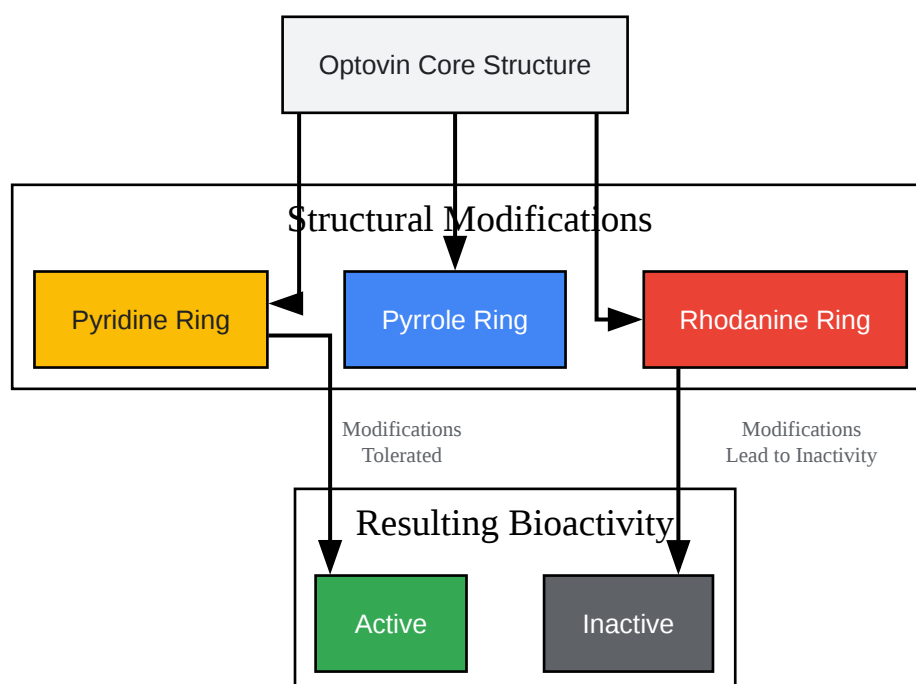 Optovin Core Structure
Structural Modifications
Pyridine Ring
Pyrrole Ring
Rhodanine Ring
Modifications
Tolerated
Modifications
Lead to Inactivity
Resulting Bioactivity
Active
Inactive